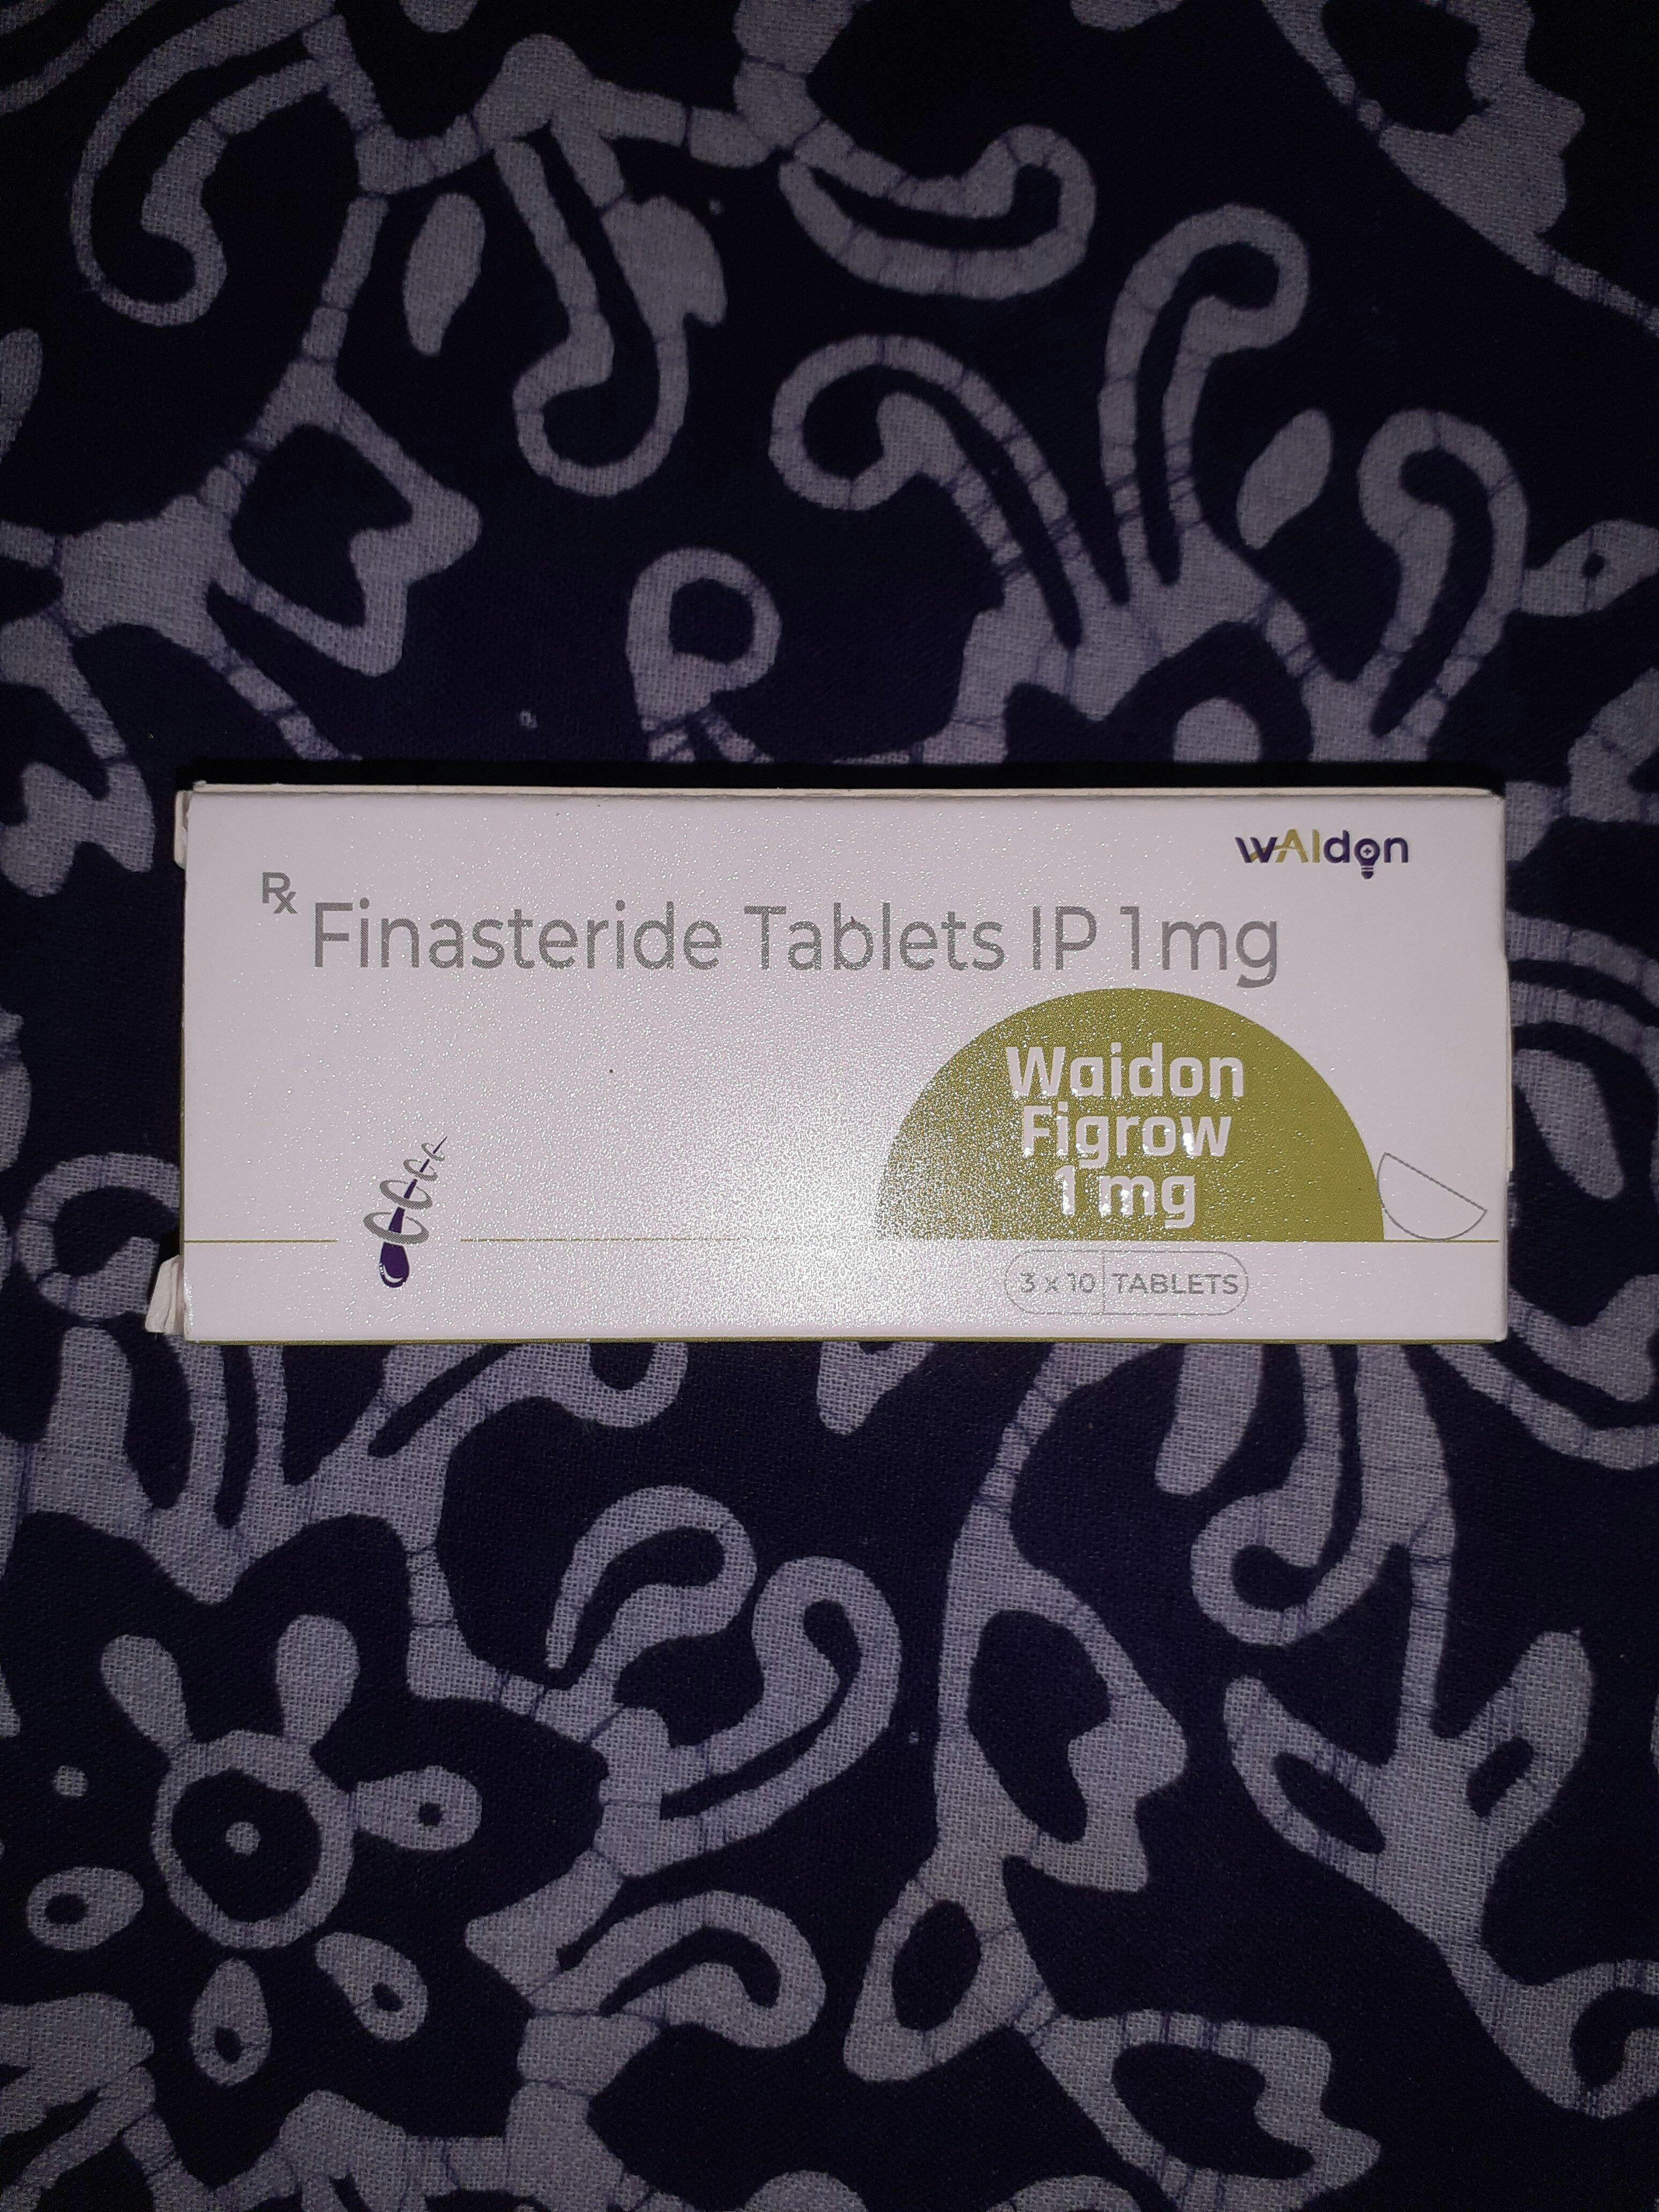 wAIdon
Rx Finasteride Tablets IP 1mg
Waidon
Figrow
1 mg
3 x 10 TABLETS